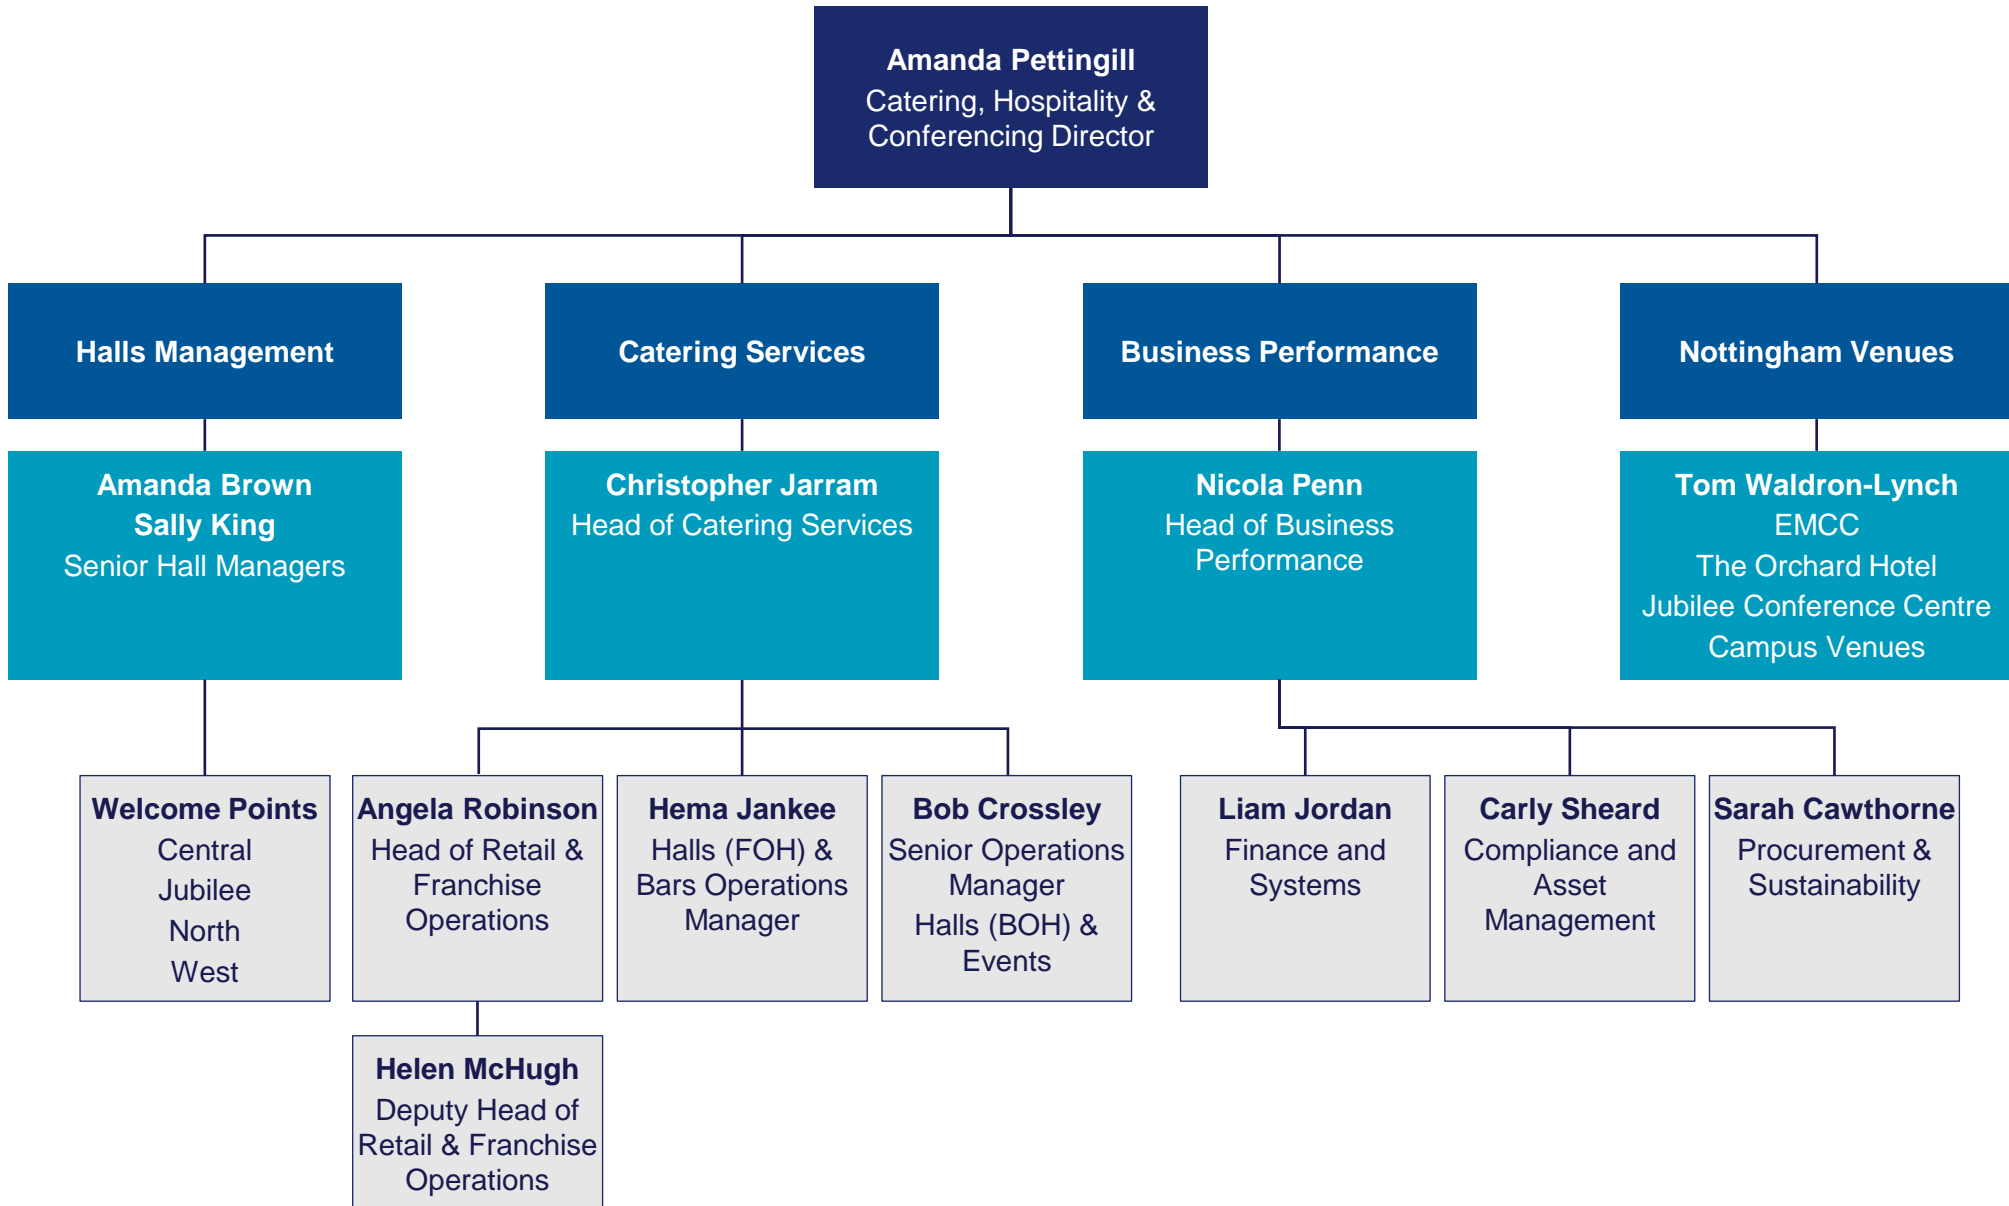 Amanda Pettingill
Catering, Hospitality &
Conferencing Director
Halls Management
Catering Services
Business Performance
Nottingham Venues
Amanda Brown
Sally King
Senior Hall Managers
Christopher Jarram
Head of Catering Services
Nicola Penn
Head of Business
Performance
Tom Waldron-Lynch
EMCC
The Orchard Hotel
Jubilee Conference Centre
Campus Venues
Welcome Points
Central
Jubilee
North
West
Angela Robinson
Head of Retail &
Franchise
Operations
Hema Jankee
Halls (FOH) &
Bars Operations
Manager
Bob Crossley
Senior Operations
Manager
Halls (BOH) &
Events
Liam Jordan
Finance and
Systems
Carly Sheard
Compliance and
Asset
Management
Sarah Cawthorne
Procurement &
Sustainability
Helen McHugh
Deputy Head of
Retail & Franchise
Operations